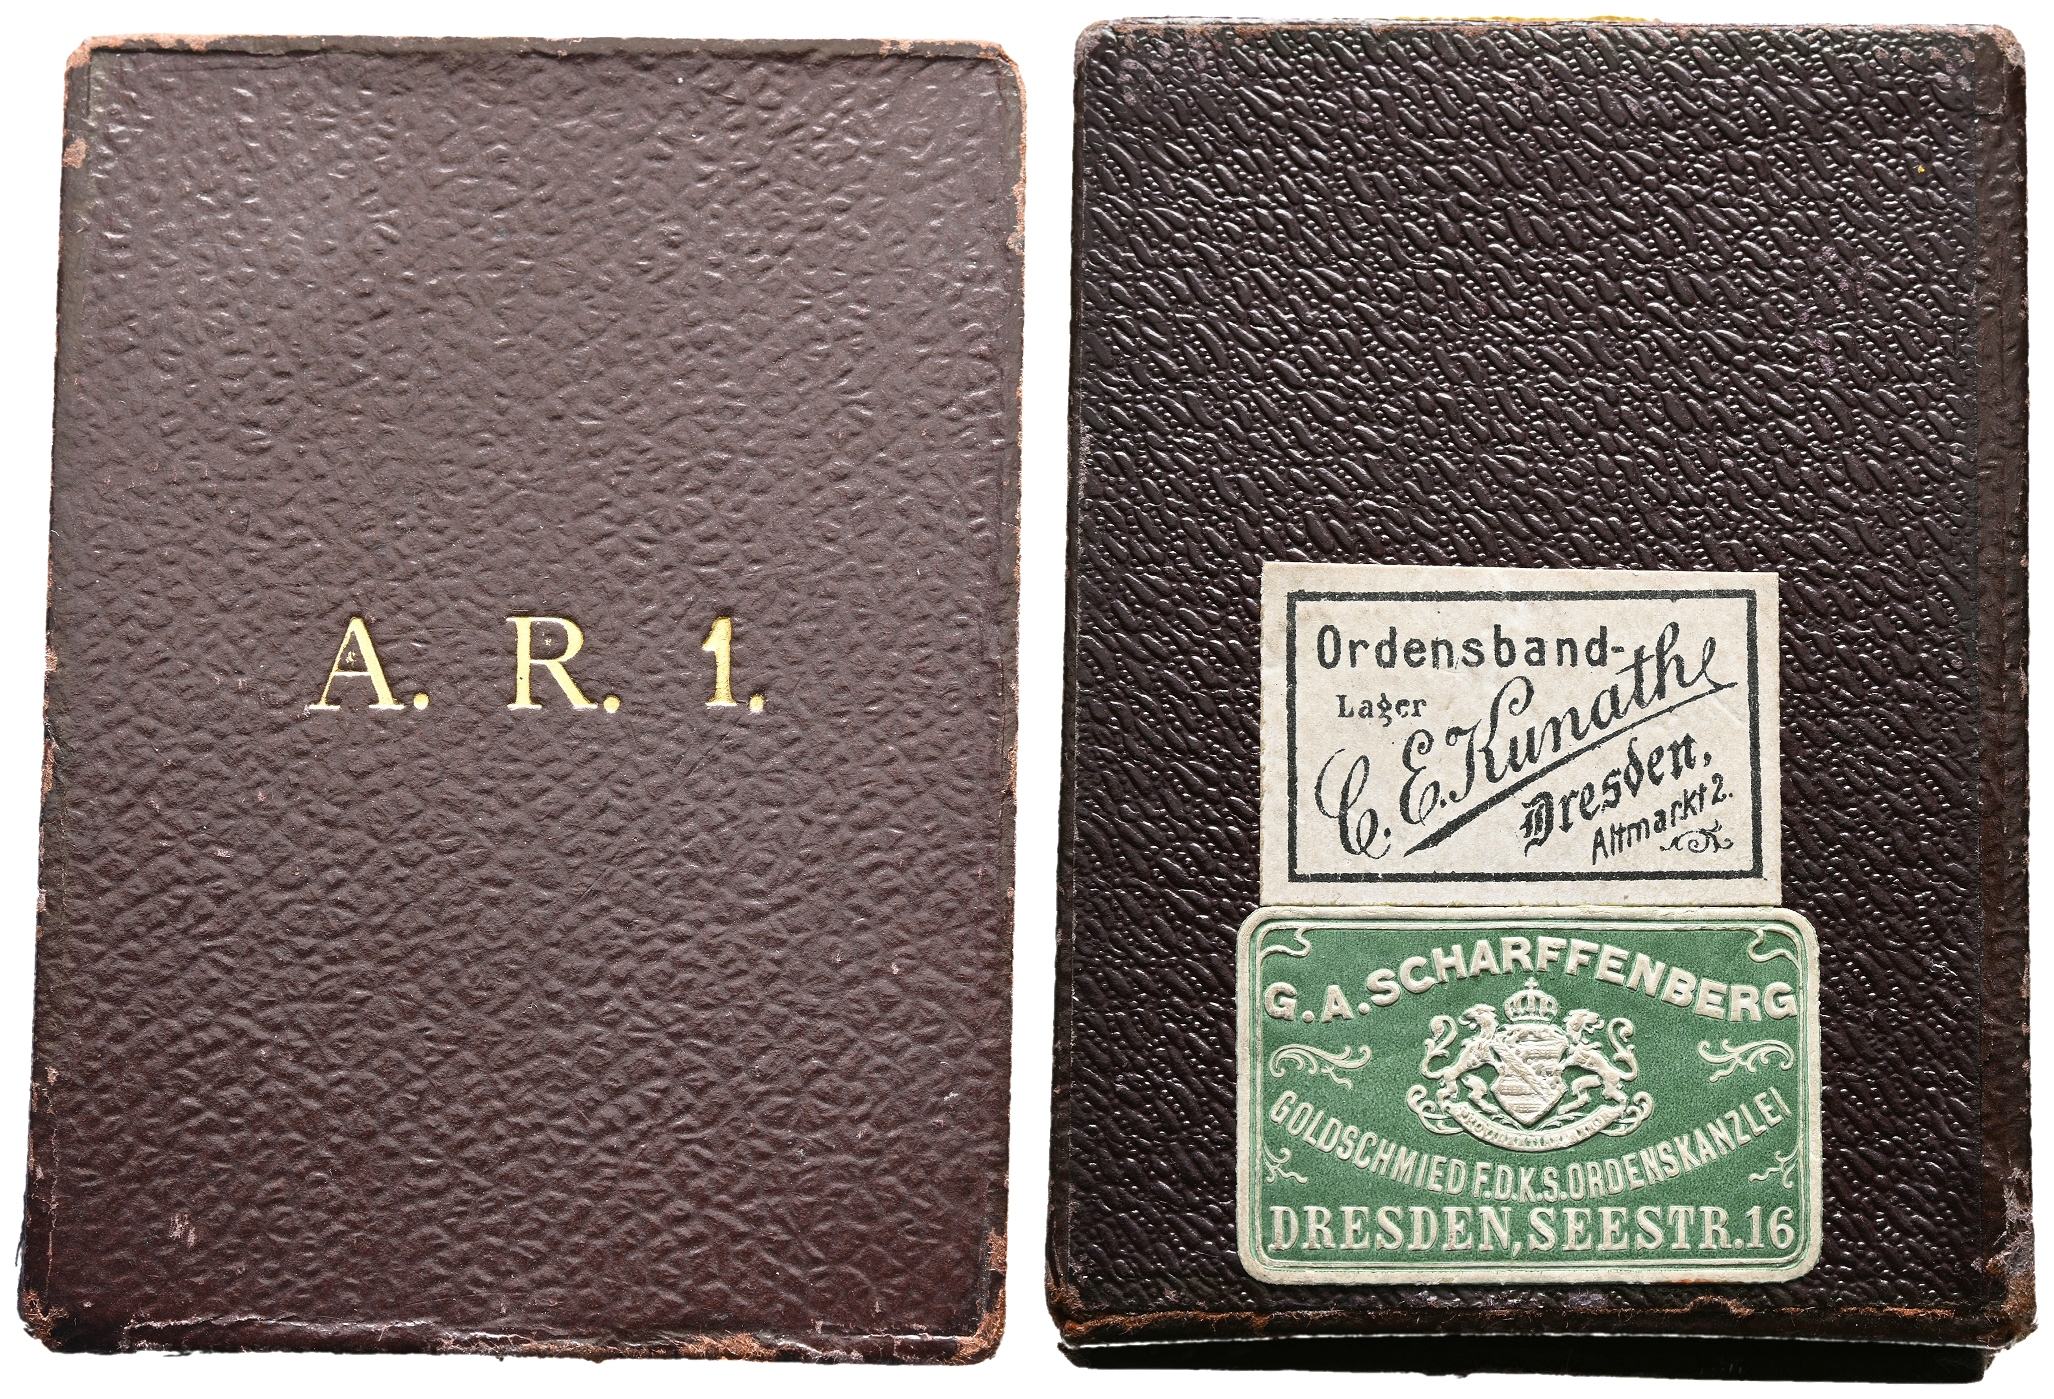 A. R. 1.
Ordensband-
Lager
C. E. Kunath
Dresden,
Altmarkt 2.
G. A. SCHARFFENBERG
GOLDSCHMIED F.D.K.S. ORDENSKANZLEI
DRESDEN, SEESTR. 16